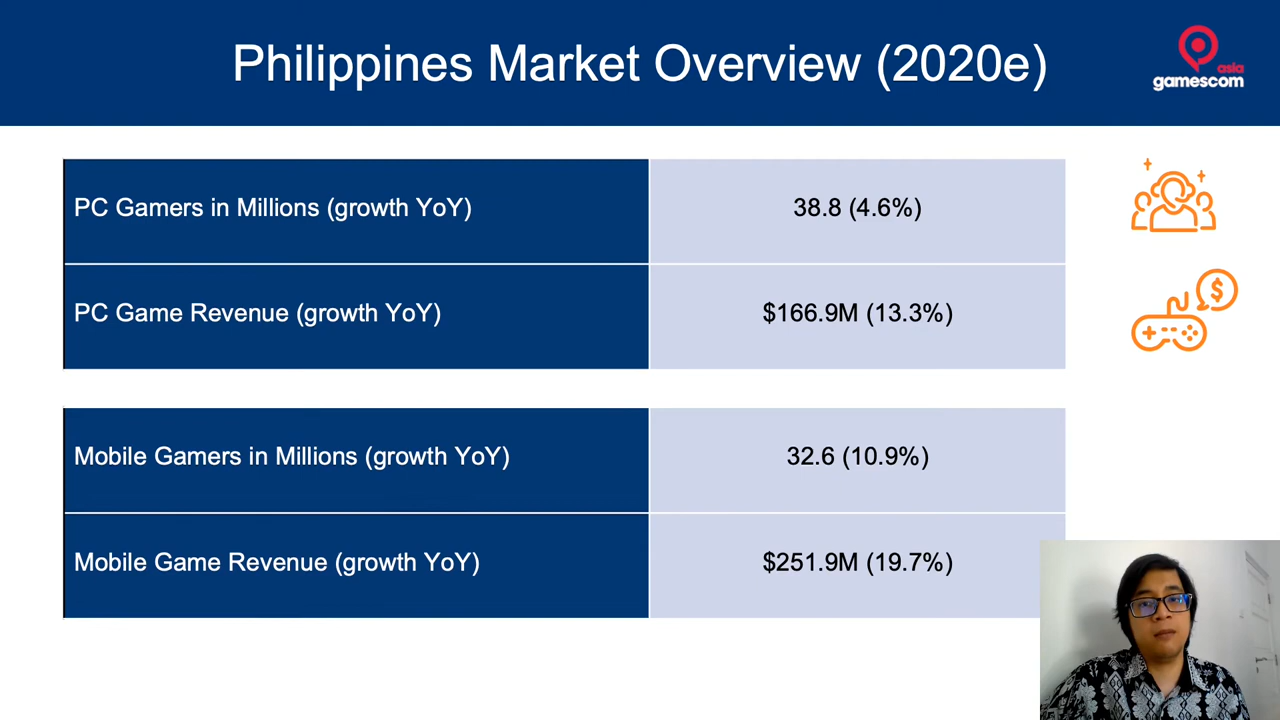 Philippines Market Overview (2020e)
asia
gamescom
PC Gamers in Millions (growth YoY)
38.8 (4.6%)
PC Game Revenue (growth YoY)
$166.9M (13.3%)
$
Mobile Gamers in Millions (growth YoY)
32.6 (10.9%)
Mobile Game Revenue (growth YoY)
$251.9M (19.7%)